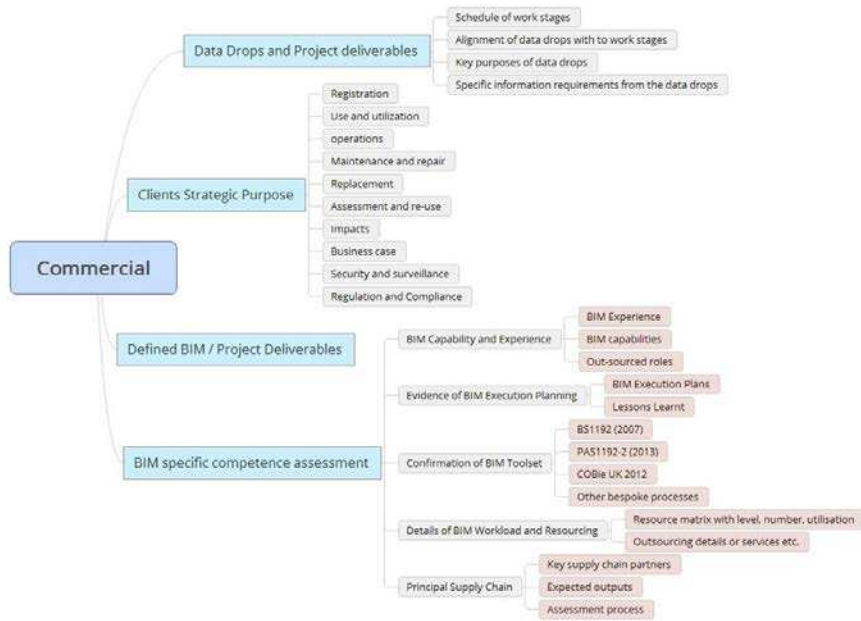 Commercial
Data Drops and Project deliverables
Schedule of work stages
Alignment of data drops with to work stages
Key purposes of data drops
Specific information requirements from the data drops
Clients Strategic Purpose
Registration
Use and utilization
operations
Maintenance and repair
Replacement
Assessment and re-use
Impacts
Business case
Security and surveillance
Regulation and Compliance
Defined BIM / Project Deliverables
BIM specific competence assessment
BIM Capability and Experience
BIM Experience
BIM capabilities
Out-sourced roles
Evidence of BIM Execution Planning
BIM Execution Plans
Lessons Learnt
Confirmation of BIM Toolset
BS1192 (2007)
PAS1192-2 (2013)
COBie UK 2012
Other bespoke processes
Details of BIM Workload and Resourcing
Resource matrix with level, number, utilisation
Outsourcing details or services etc.
Principal Supply Chain
Key supply chain partners
Expected outputs
Assessment process